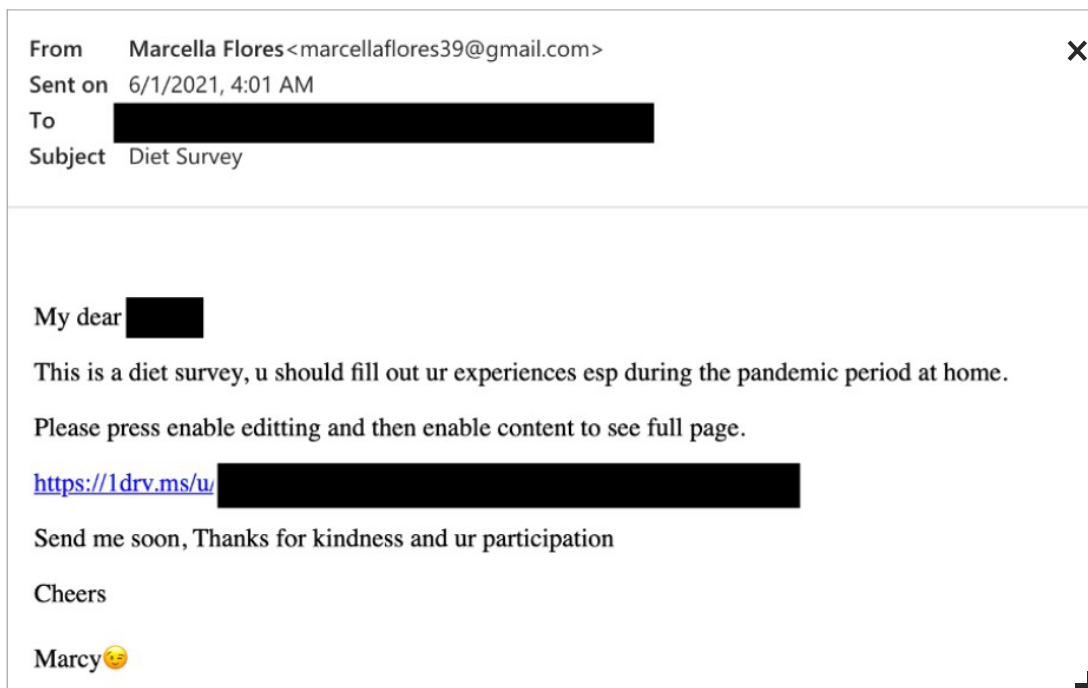 From Marcella Flores<marcellaflores39@gmail.com>
Sent on 6/1/2021, 4:01 AM
To
Subject Diet Survey
My dear
This is a diet survey, u should fill out ur experiences esp during the pandemic period at home.
Please press enable editting and then enable content to see full page.
https://1drv.ms/u/
Send me soon, Thanks for kindness and ur participation
Cheers
Marcy😉